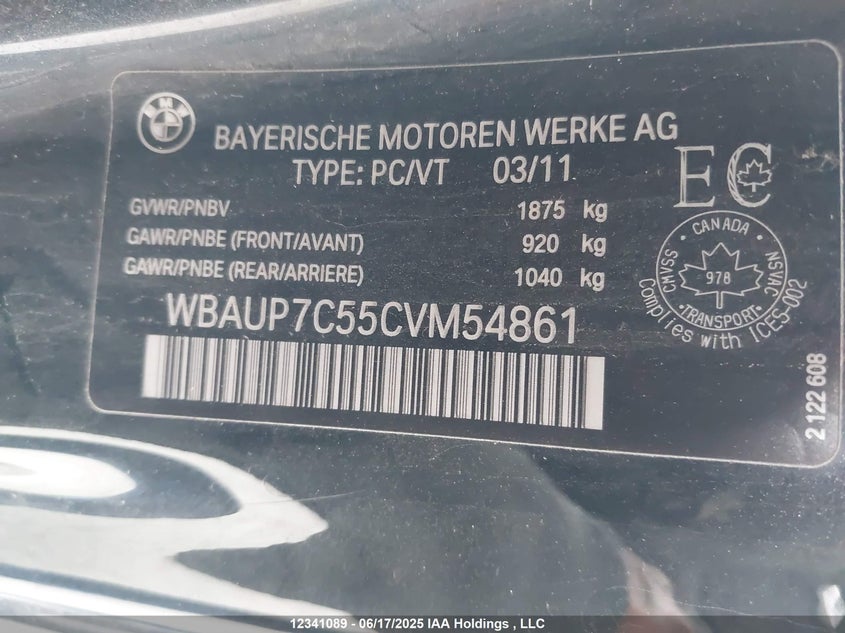 BAYERISCHE MOTOREN WERKE AG
TYPE: PC/VT 03/11
GVWR/PNBV 1875 kg
GAWR/PNBE (FRONT/AVANT) 920 kg
GAWR/PNBE (REAR/ARRIERE) 1040 kg
WBAUP7C55CVM54861
BMW
EC
CANADA
CMVSS
978
NSVAC
TRANSPORT
Complies with ICES-002
2 122 608
12341089 - 06/17/2025 IAA Holdings , LLC